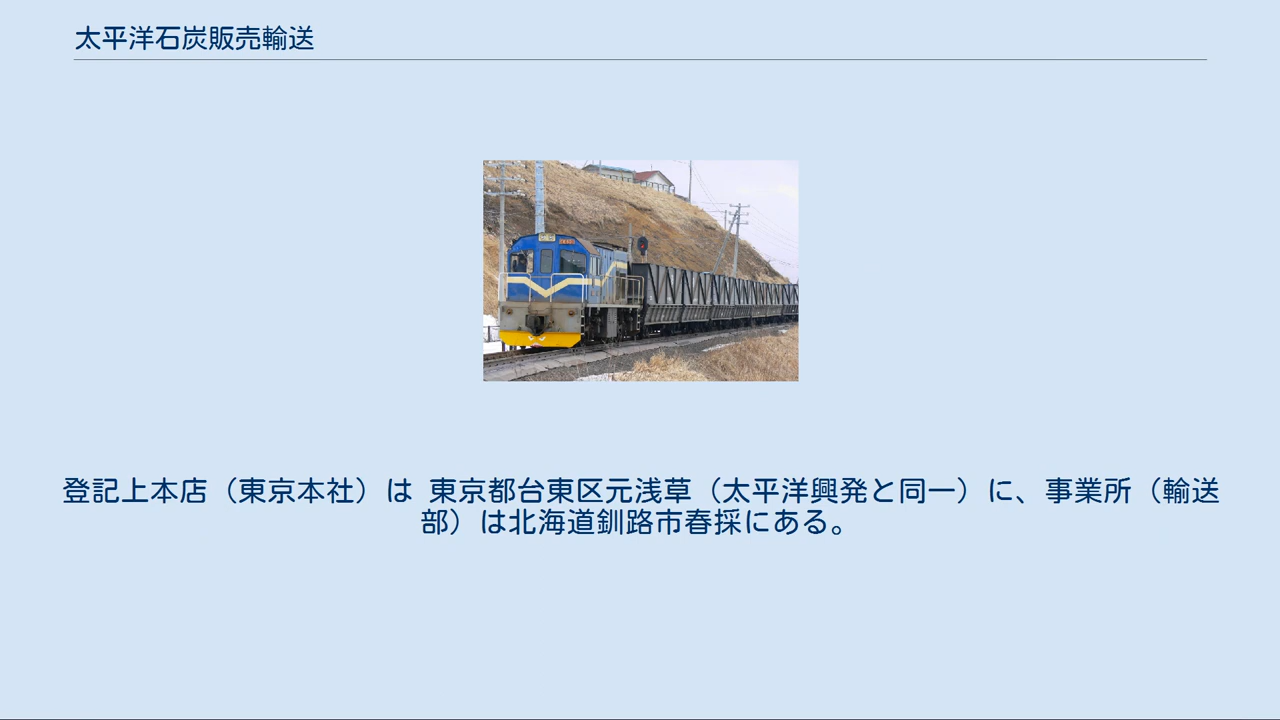 太平洋石炭販売輸送
登記上本店（東京本社）は 東京都台東区元浅草（太平洋興発と同一）に、事業所（輸送
部）は北海道釧路市春採にある。